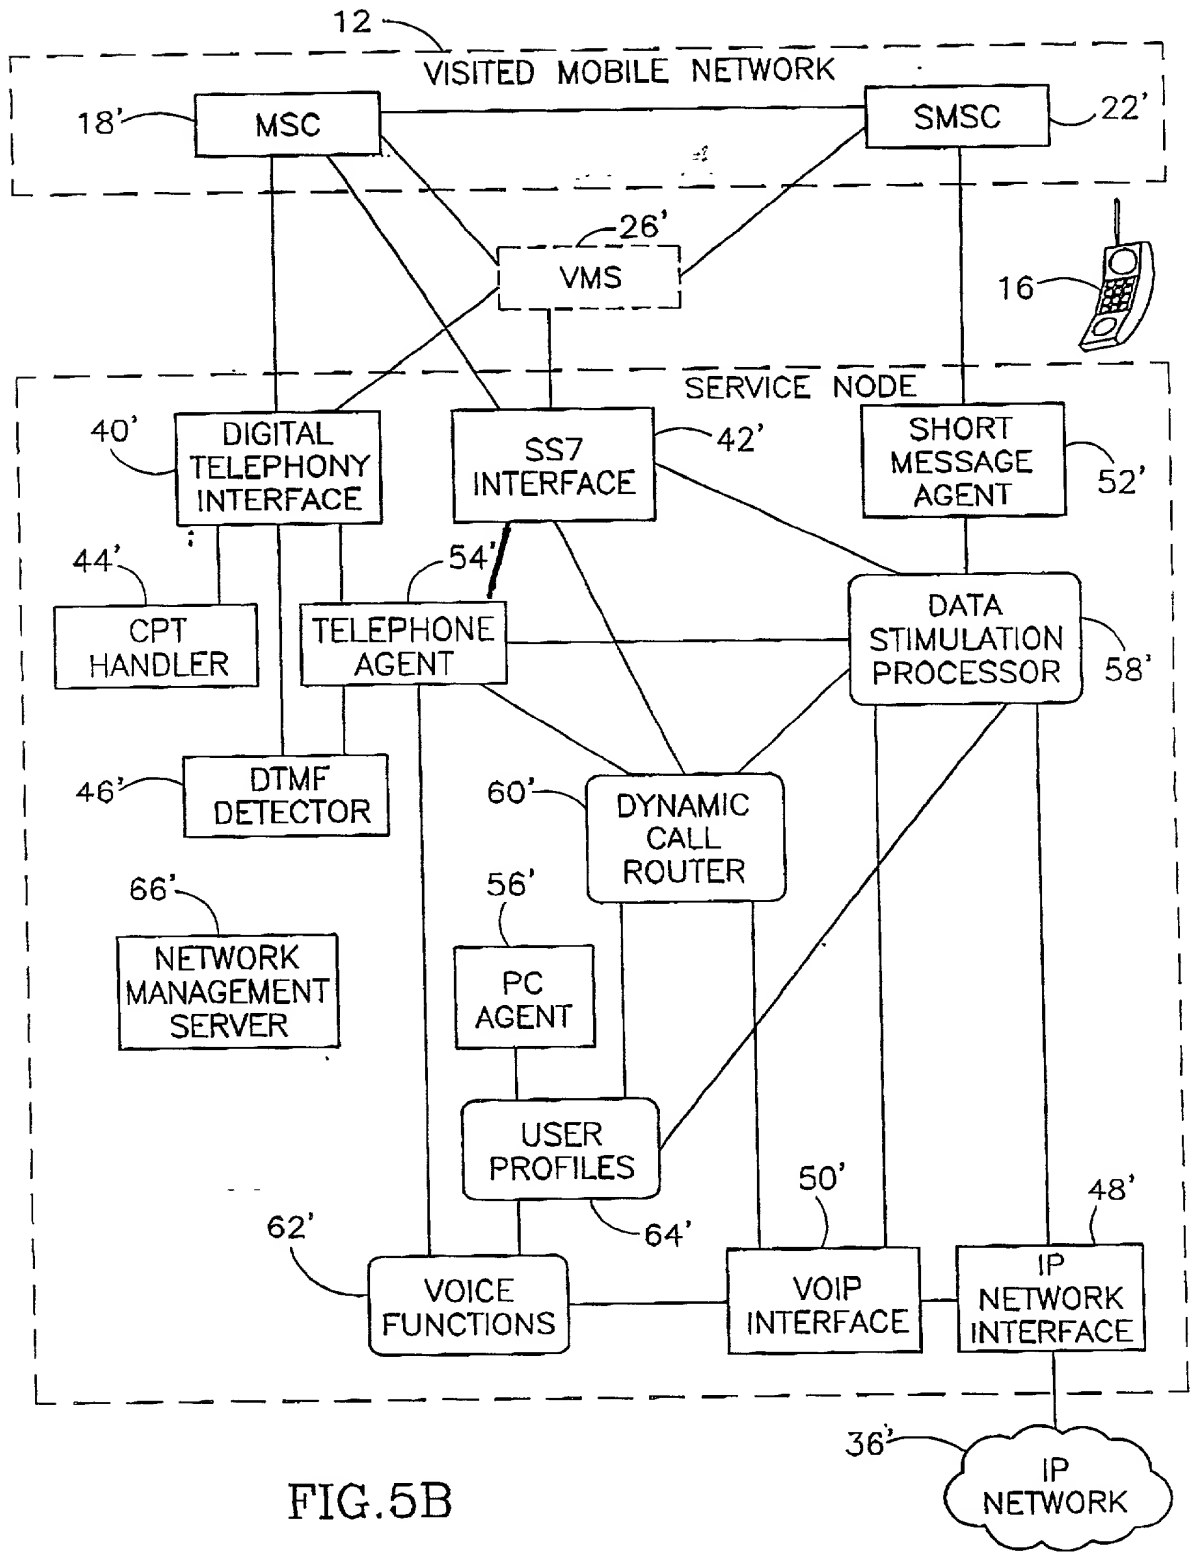 12
VISITED MOBILE NETWORK
18'
MSC
SMSC
22'
26'
VMS
16
SERVICE NODE
40'
DIGITAL
TELEPHONY
INTERFACE
SS7
INTERFACE
42'
SHORT
MESSAGE
AGENT
52'
44'
CPT
HANDLER
54'
TELEPHONE
AGENT
DATA
STIMULATION
PROCESSOR
58'
46'
DTMF
DETECTOR
60'
DYNAMIC
CALL
ROUTER
66'
NETWORK
MANAGEMENT
SERVER
56'
PC
AGENT
USER
PROFILES
64'
62'
VOICE
FUNCTIONS
50'
VOIP
INTERFACE
48'
IP
NETWORK
INTERFACE
36'
IP
NETWORK
FIG.5B